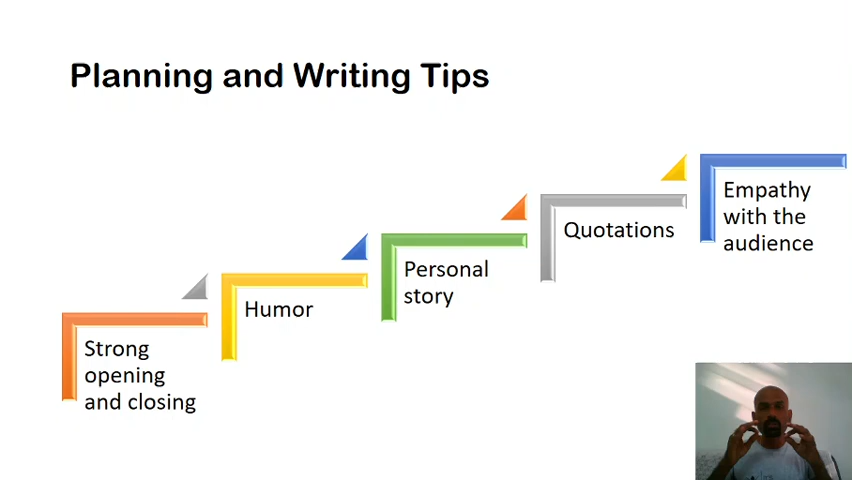 Planning and Writing Tips
Strong
opening
and closing
Humor
Personal
story
Quotations
Empathy
with the
audience